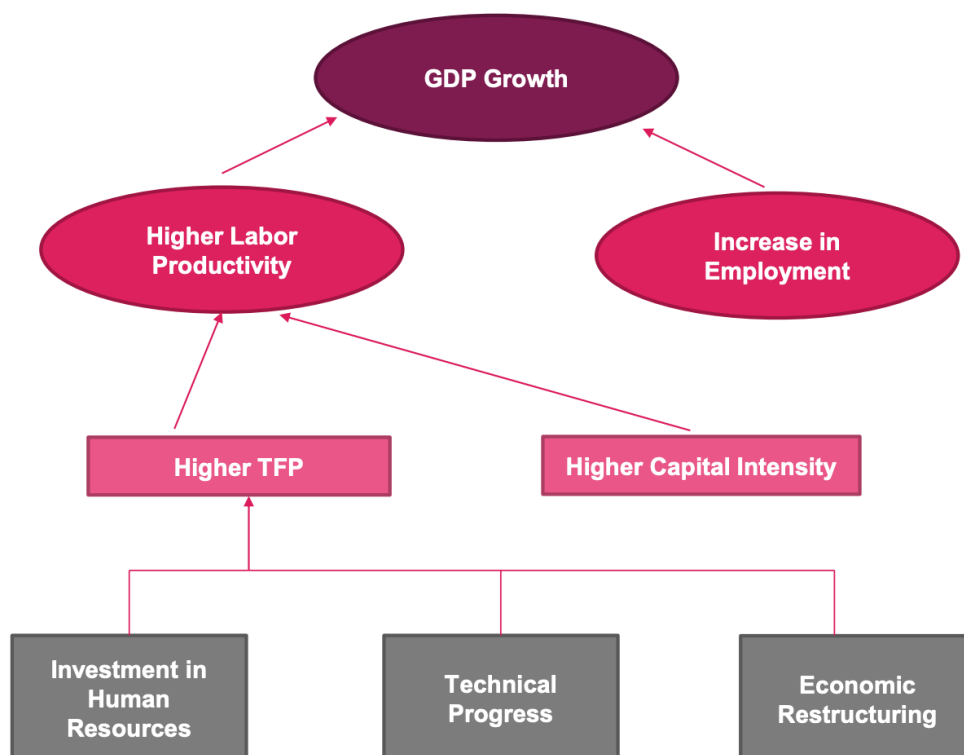 GDP Growth
Higher Labor
Productivity
Increase in
Employment
Higher TFP
Higher Capital Intensity
Investment in
Human
Resources
Technical
Progress
Economic
Restructuring